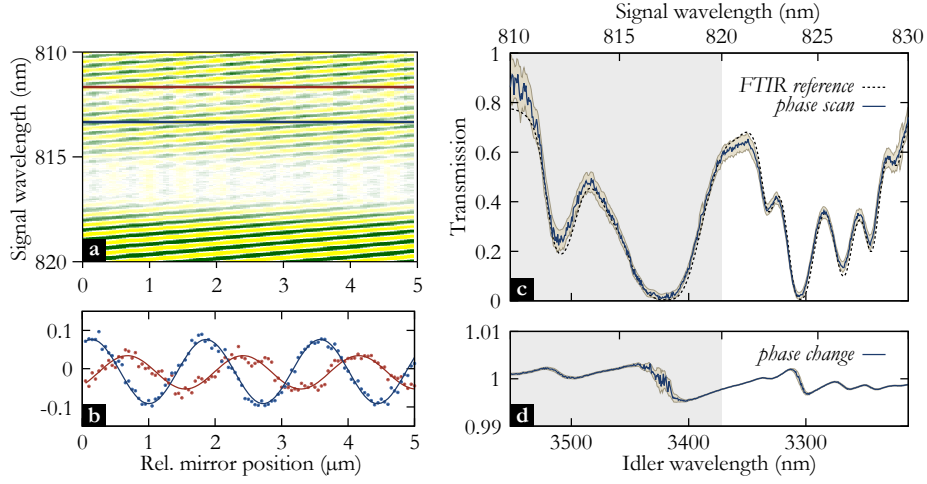 Signal wavelength (nm)
810
815
820
a
0 1 2 3 4 5
0.1
0
-0.1
b
0 1 2 3 4 5
Rel. mirror position (μm)
Signal wavelength (nm)
810 815 820 825 830
Transmission
1
0.8
0.6
0.4
0.2
0
FTIR reference
phase scan
c
1.01
1
0.99
phase change
d
3500 3400 3300
Idler wavelength (nm)